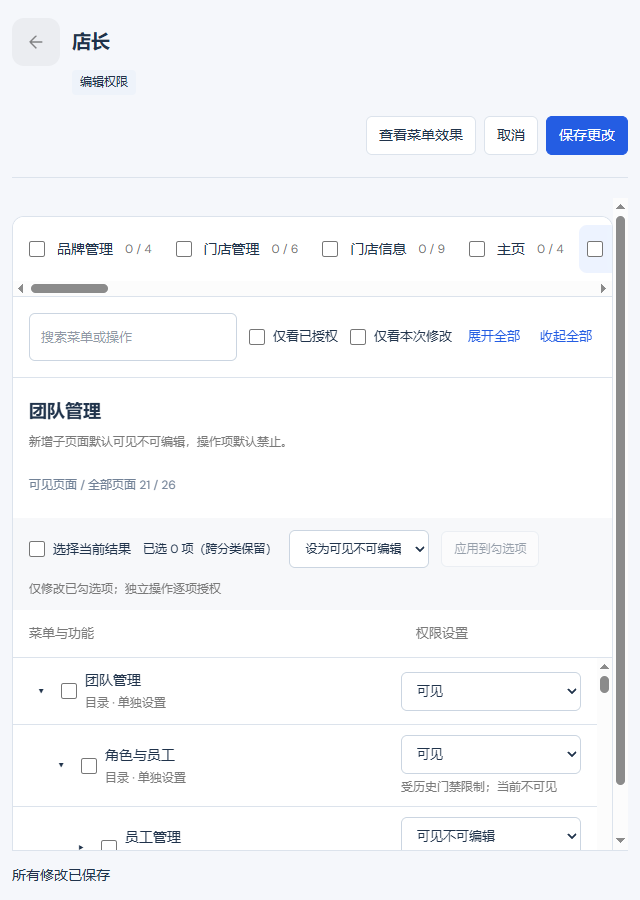 店长
编辑权限
查看菜单效果 取消 保存更改
品牌管理 0 / 4 门店管理 0 / 6 门店信息 0 / 9 主页 0 / 4
搜索菜单或操作 仅看已授权 仅看本次修改 展开全部 收起全部
团队管理
新增子页面默认可见不可编辑，操作项默认禁止。
可见页面 / 全部页面 21 / 26
选择当前结果 已选 0 项（跨分类保留） 设为可见不可编辑 应用到勾选项
仅修改已勾选项；独立操作逐项授权
菜单与功能 权限设置
团队管理 可见
目录 · 单独设置
角色与员工 可见
目录 · 单独设置 受历史门禁限制；当前不可见
员工管理 可见不可编辑
所有修改已保存